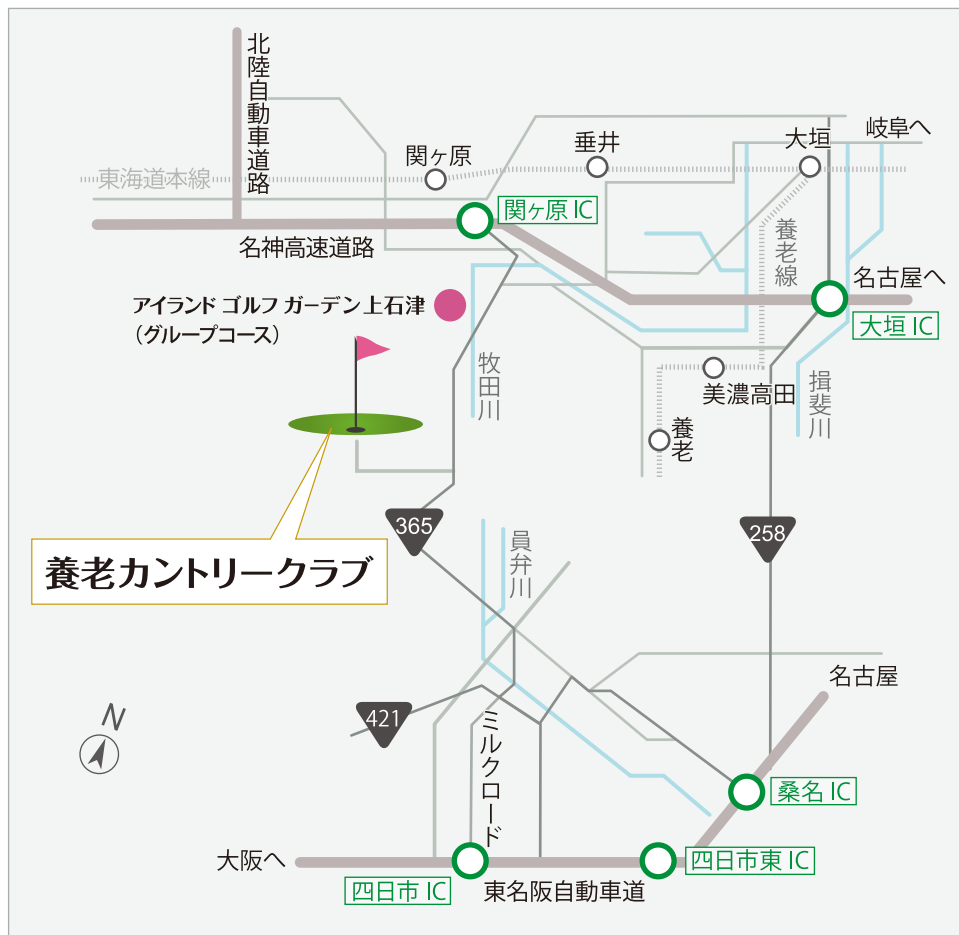 北陸自動車道路
東海道本線
関ヶ原
垂井
大垣
岐阜へ
関ヶ原 IC
名神高速道路
養老線
名古屋へ
大垣 IC
アイランド ゴルフ ガーデン上石津
（グループコース）
牧田川
美濃高田
揖斐川
養老
365
258
養老カントリークラブ
員弁川
名古屋
N
421
ミルクロード
桑名 IC
大阪へ
四日市 IC
東名阪自動車道
四日市東 IC